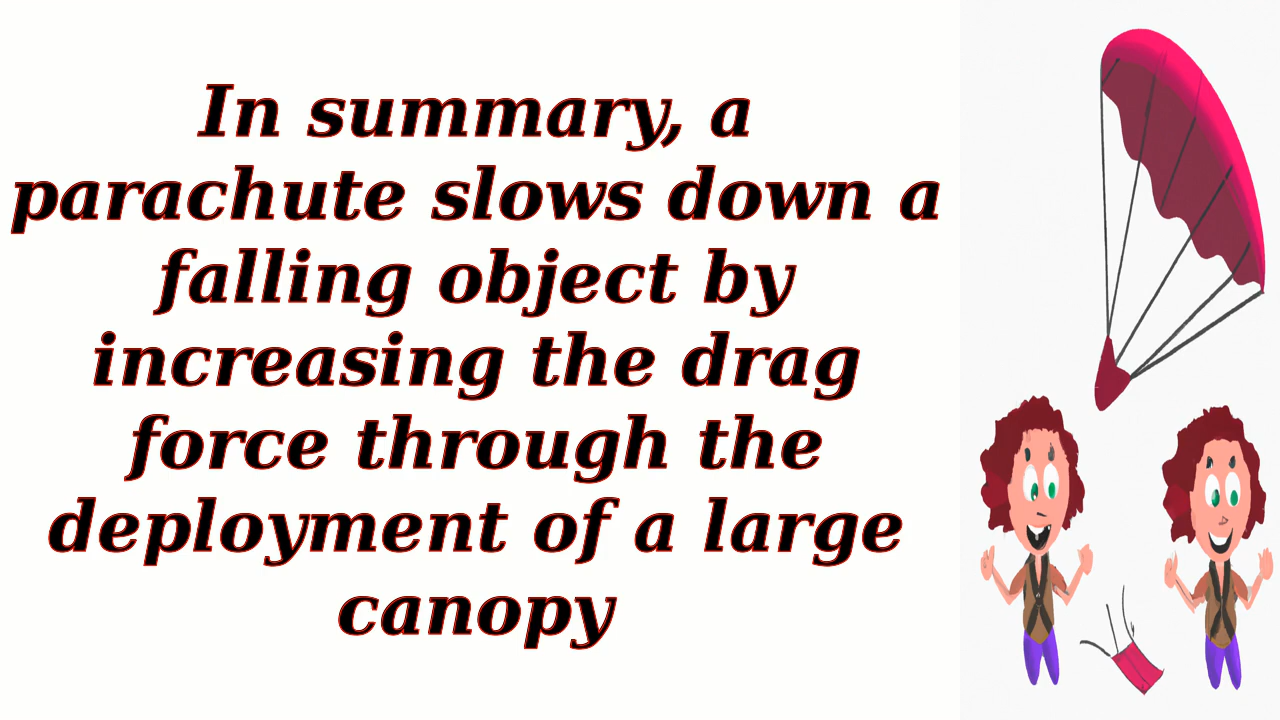 In summary, a
parachute slows down a
falling object by
increasing the drag
force through the
deployment of a large
canopy